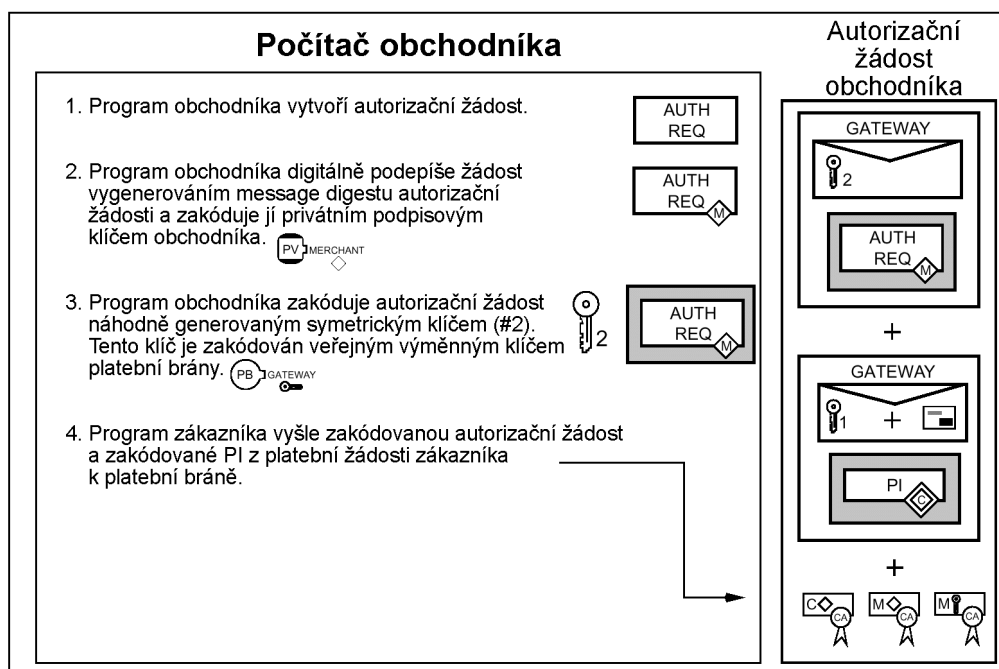 Počítač obchodníka
1. Program obchodníka vytvoří autorizační žádost.
AUTH
REQ
2. Program obchodníka digitálně podepíše žádost
vygenerováním message digestu autorizační
žádosti a zakóduje jí privátním podpisovým
klíčem obchodníka.
PV MERCHANT
AUTH
REQ
M
3. Program obchodníka zakóduje autorizační žádost
náhodně generovaným symetrickým klíčem (#2).
Tento klíč je zakódován veřejným výměnným klíčem
platební brány.
PB GATEWAY
2
AUTH
REQ
M
4. Program zákazníka vyšle zakódovanou autorizační žádost
a zakódované PI z platební žádosti zákazníka
k platební bráně.
Autorizační
žádost
obchodníka
GATEWAY
2
AUTH
REQ
M
+
GATEWAY
1 +
PI
C
+
C CA M CA M CA